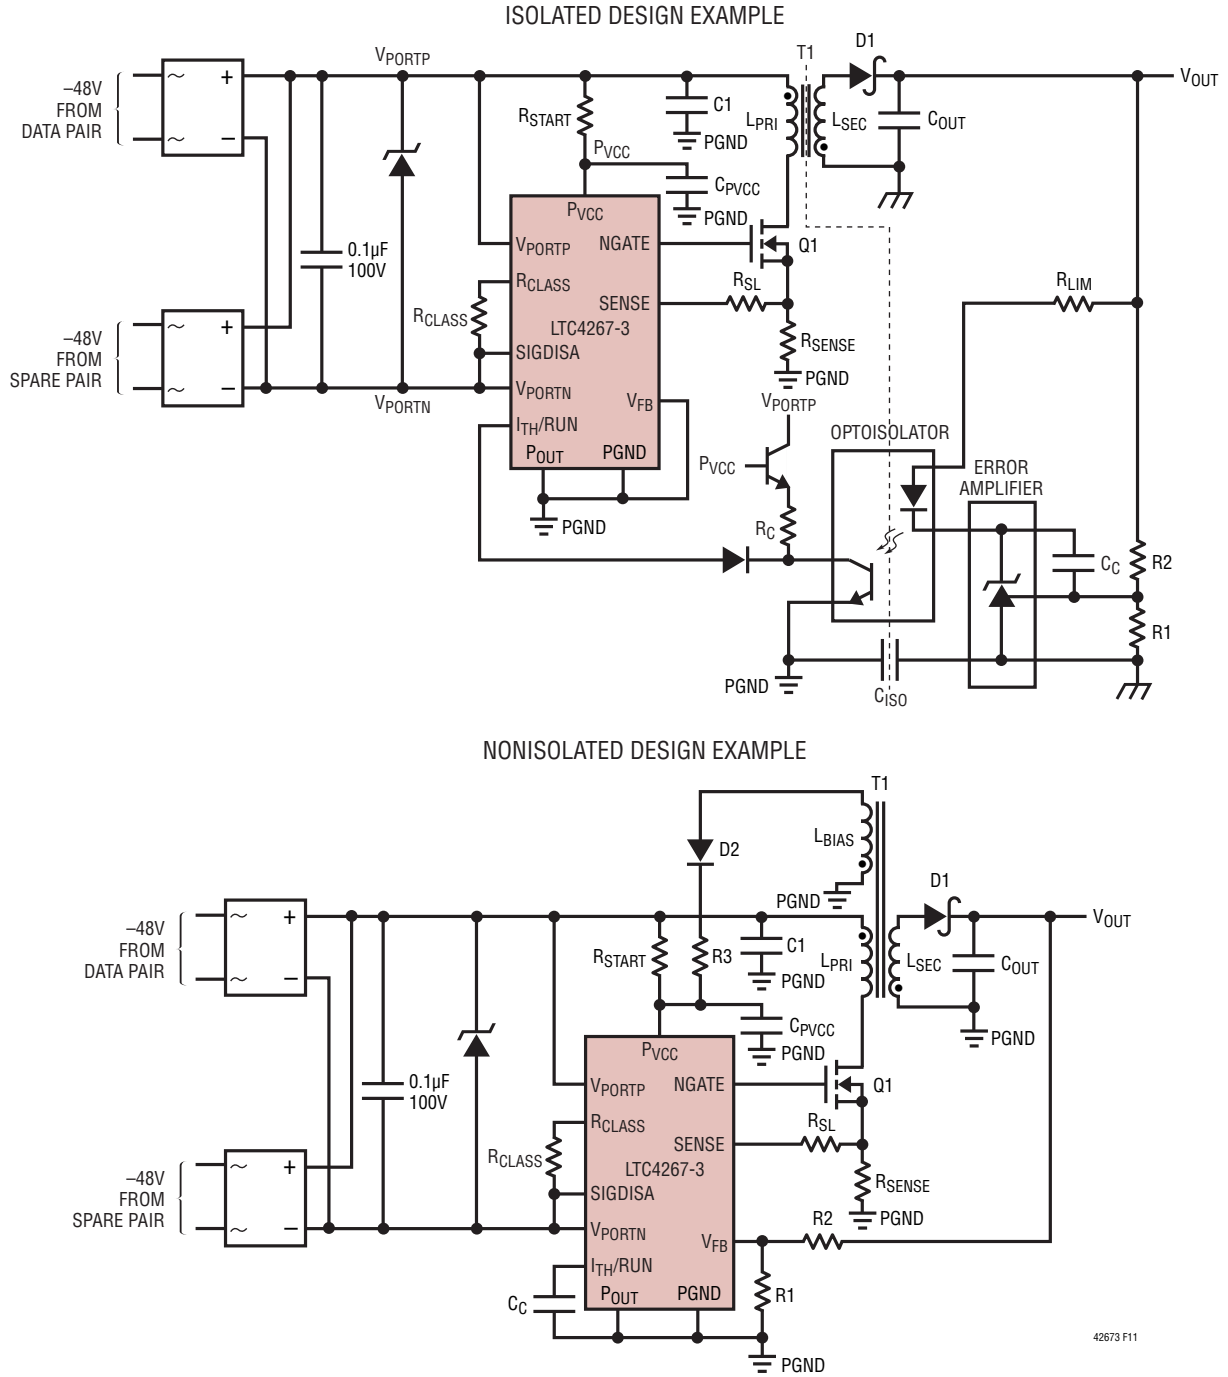 ISOLATED DESIGN EXAMPLE
–48V
FROM
DATA PAIR
~
~
+
–
VPORTP
0.1µF
100V
–48V
FROM
SPARE PAIR
~
~
+
–
VPORTN
RSTART
PVCC
C1
PGND
CPVCC
PGND
T1
LPRI
LSEC
D1
COUT
VOUT
PVCC
VPORTP
NGATE
RCLASS
RCLASS
SENSE
LTC4267-3
SIGDISA
VPORTN
VFB
ITH/RUN
POUT
PGND
PGND
Q1
RSL
RSENSE
PGND
VPORTP
PVCC
RC
OPTOISOLATOR
ERROR
AMPLIFIER
RLIM
CC
R2
R1
PGND
CISO
NONISOLATED DESIGN EXAMPLE
T1
LBIAS
D2
PGND
–48V
FROM
DATA PAIR
~
~
+
–
0.1µF
100V
–48V
FROM
SPARE PAIR
~
~
+
–
RSTART
R3
C1
PGND
CPVCC
PGND
LPRI
LSEC
D1
COUT
PGND
VOUT
PVCC
VPORTP
NGATE
RCLASS
RCLASS
SENSE
LTC4267-3
SIGDISA
VPORTN
VFB
ITH/RUN
POUT
PGND
Q1
RSL
RSENSE
PGND
R2
R1
CC
PGND
42673 F11